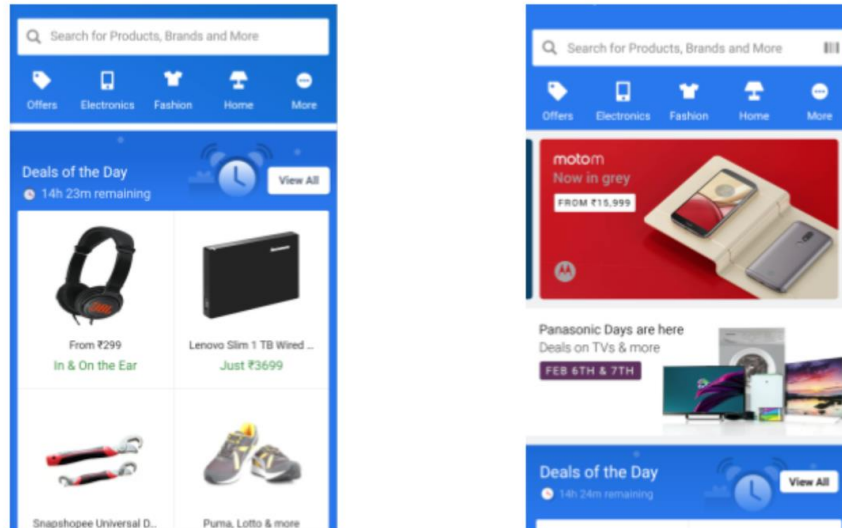 Search for Products, Brands and More
Offers
Electronics
Fashion
Home
More
Deals of the Day
14h 23m remaining
View All
JBL
Lenovo
From ₹299
In & On the Ear
Lenovo Slim 1 TB Wired ...
Just ₹3699
Snapshopee Universal D...
Puma, Lotto & more
Search for Products, Brands and More
Offers
Electronics
Fashion
Home
More
motom
Now in grey
FROM ₹15,999
Panasonic Days are here
Deals on TVs & more
FEB 6TH & 7TH
Deals of the Day
14h 24m remaining
View All